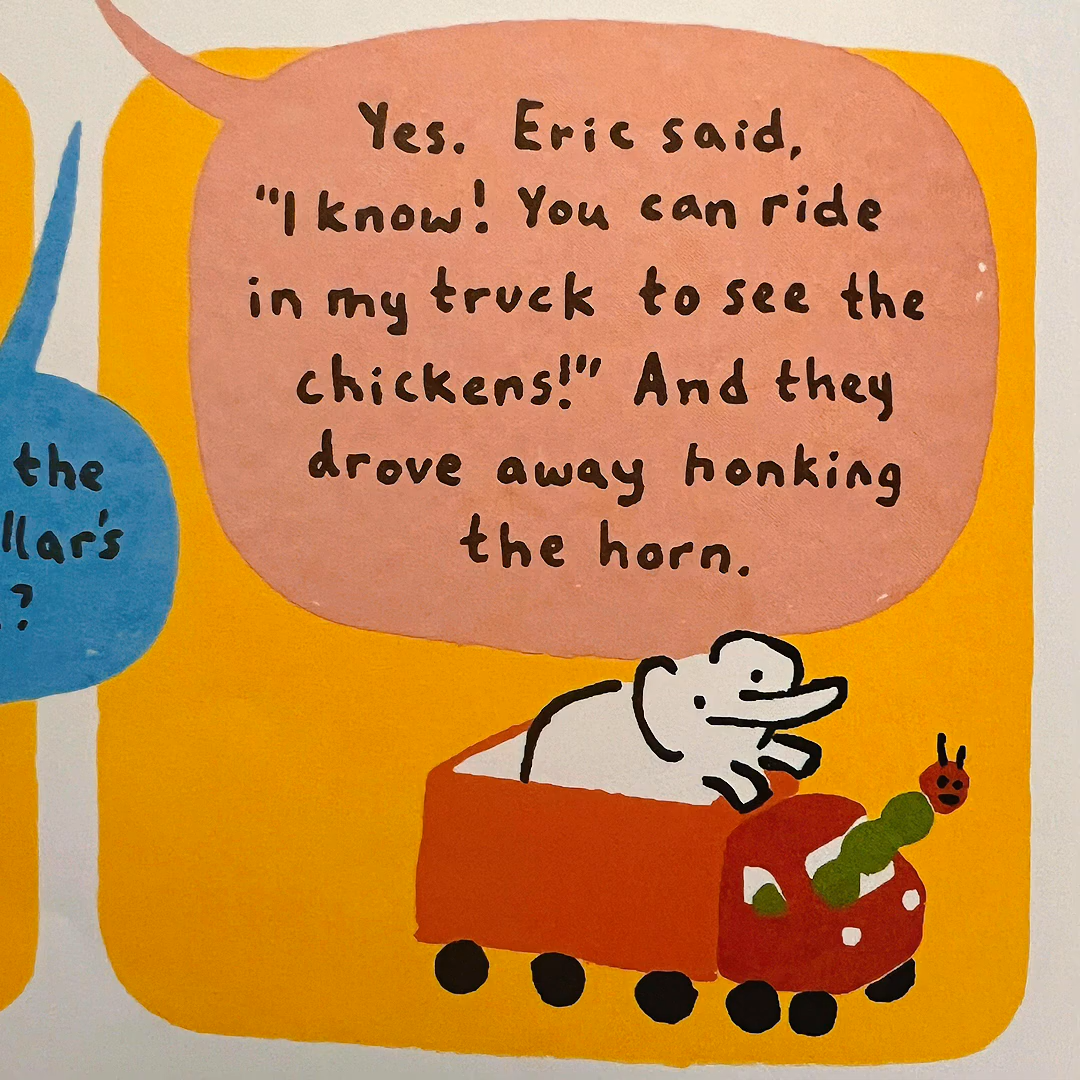 Yes. Eric said,
"I know! You can ride
in my truck to see the
chickens!" And they
drove away honking
the horn.
the
llar's
.?